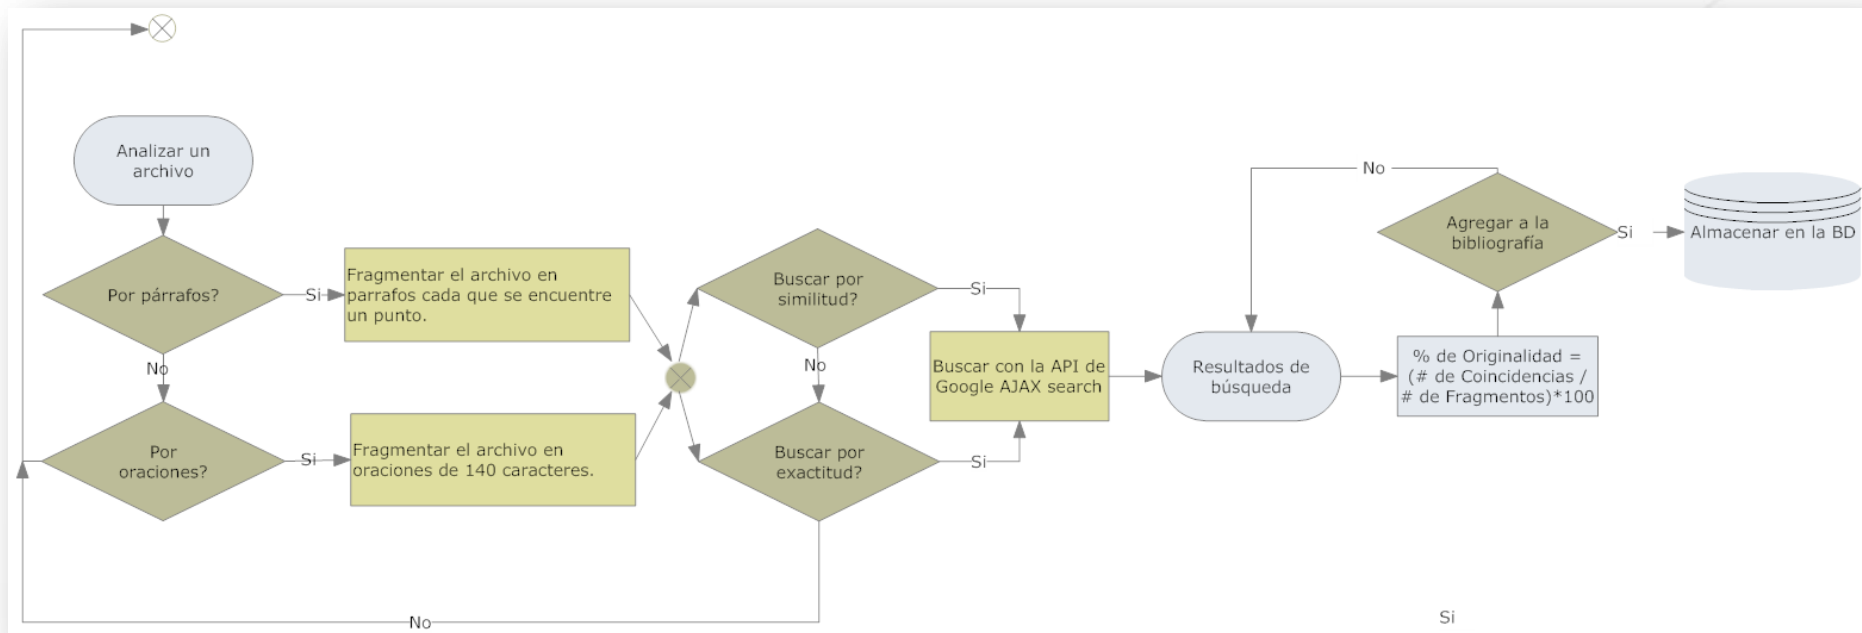 Analizar un
archivo
Por párrafos?
Si
Fragmentar el archivo en
parrafos cada que se encuentre
un punto.
No
Por
oraciones?
Si
Fragmentar el archivo en
oraciones de 140 caracteres.
Buscar por
similitud?
Si
No
Buscar por
exactitud?
Si
No
Buscar con la API de
Google AJAX search
Resultados de
búsqueda
% de Originalidad =
(# de Coincidencias /
# de Fragmentos)*100
No
Agregar a la
bibliografía
Si
Almacenar en la BD
Si